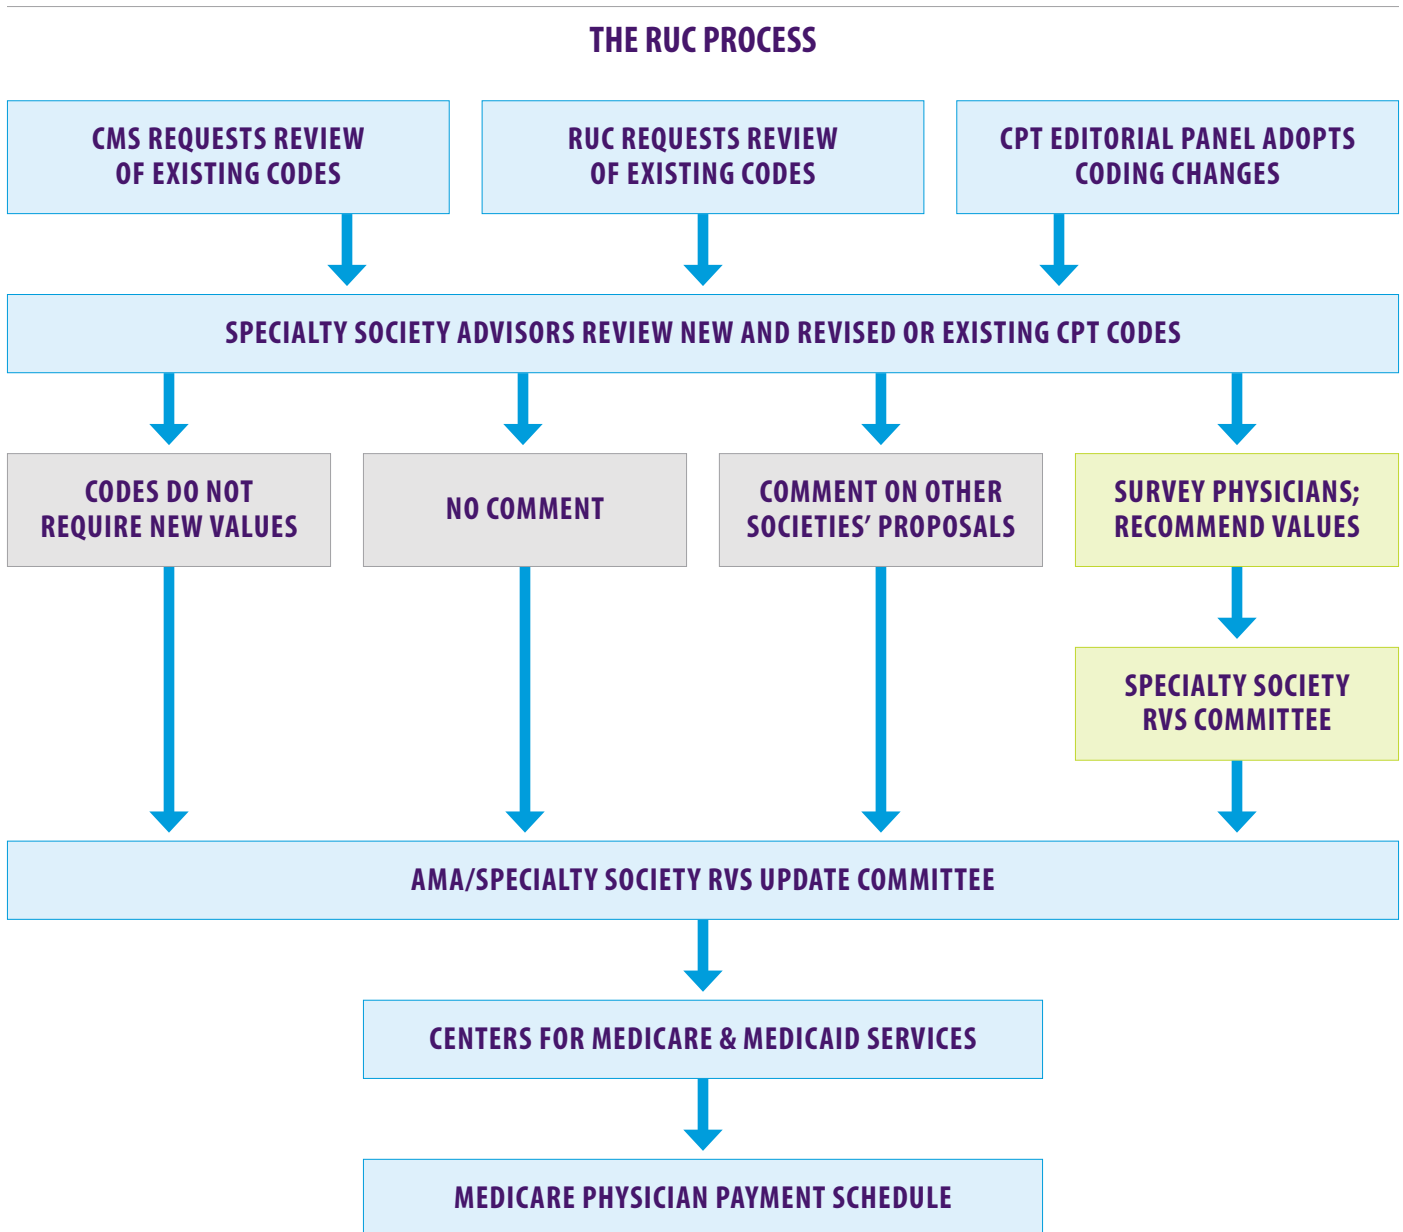 THE RUC PROCESS
CMS REQUESTS REVIEW
OF EXISTING CODES
RUC REQUESTS REVIEW
OF EXISTING CODES
CPT EDITORIAL PANEL ADOPTS
CODING CHANGES
SPECIALTY SOCIETY ADVISORS REVIEW NEW AND REVISED OR EXISTING CPT CODES
CODES DO NOT
REQUIRE NEW VALUES
NO COMMENT
COMMENT ON OTHER
SOCIETIES’ PROPOSALS
SURVEY PHYSICIANS;
RECOMMEND VALUES
SPECIALTY SOCIETY
RVS COMMITTEE
AMA/SPECIALTY SOCIETY RVS UPDATE COMMITTEE
CENTERS FOR MEDICARE & MEDICAID SERVICES
MEDICARE PHYSICIAN PAYMENT SCHEDULE